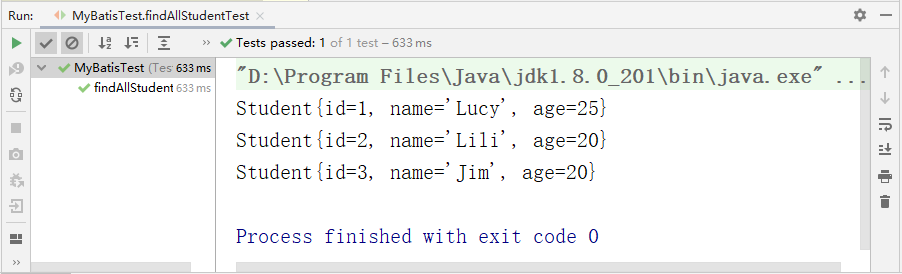 Run: MyBatisTest.findAllStudentTest ×
>> Tests passed: 1 of 1 test – 633 ms
MyBatisTest (Tes 633 ms
findAllStudent 633 ms
"D:\Program Files\Java\jdk1.8.0_201\bin\java.exe" ...
Student{id=1, name='Lucy', age=25}
Student{id=2, name='Lili', age=20}
Student{id=3, name='Jim', age=20}
Process finished with exit code 0